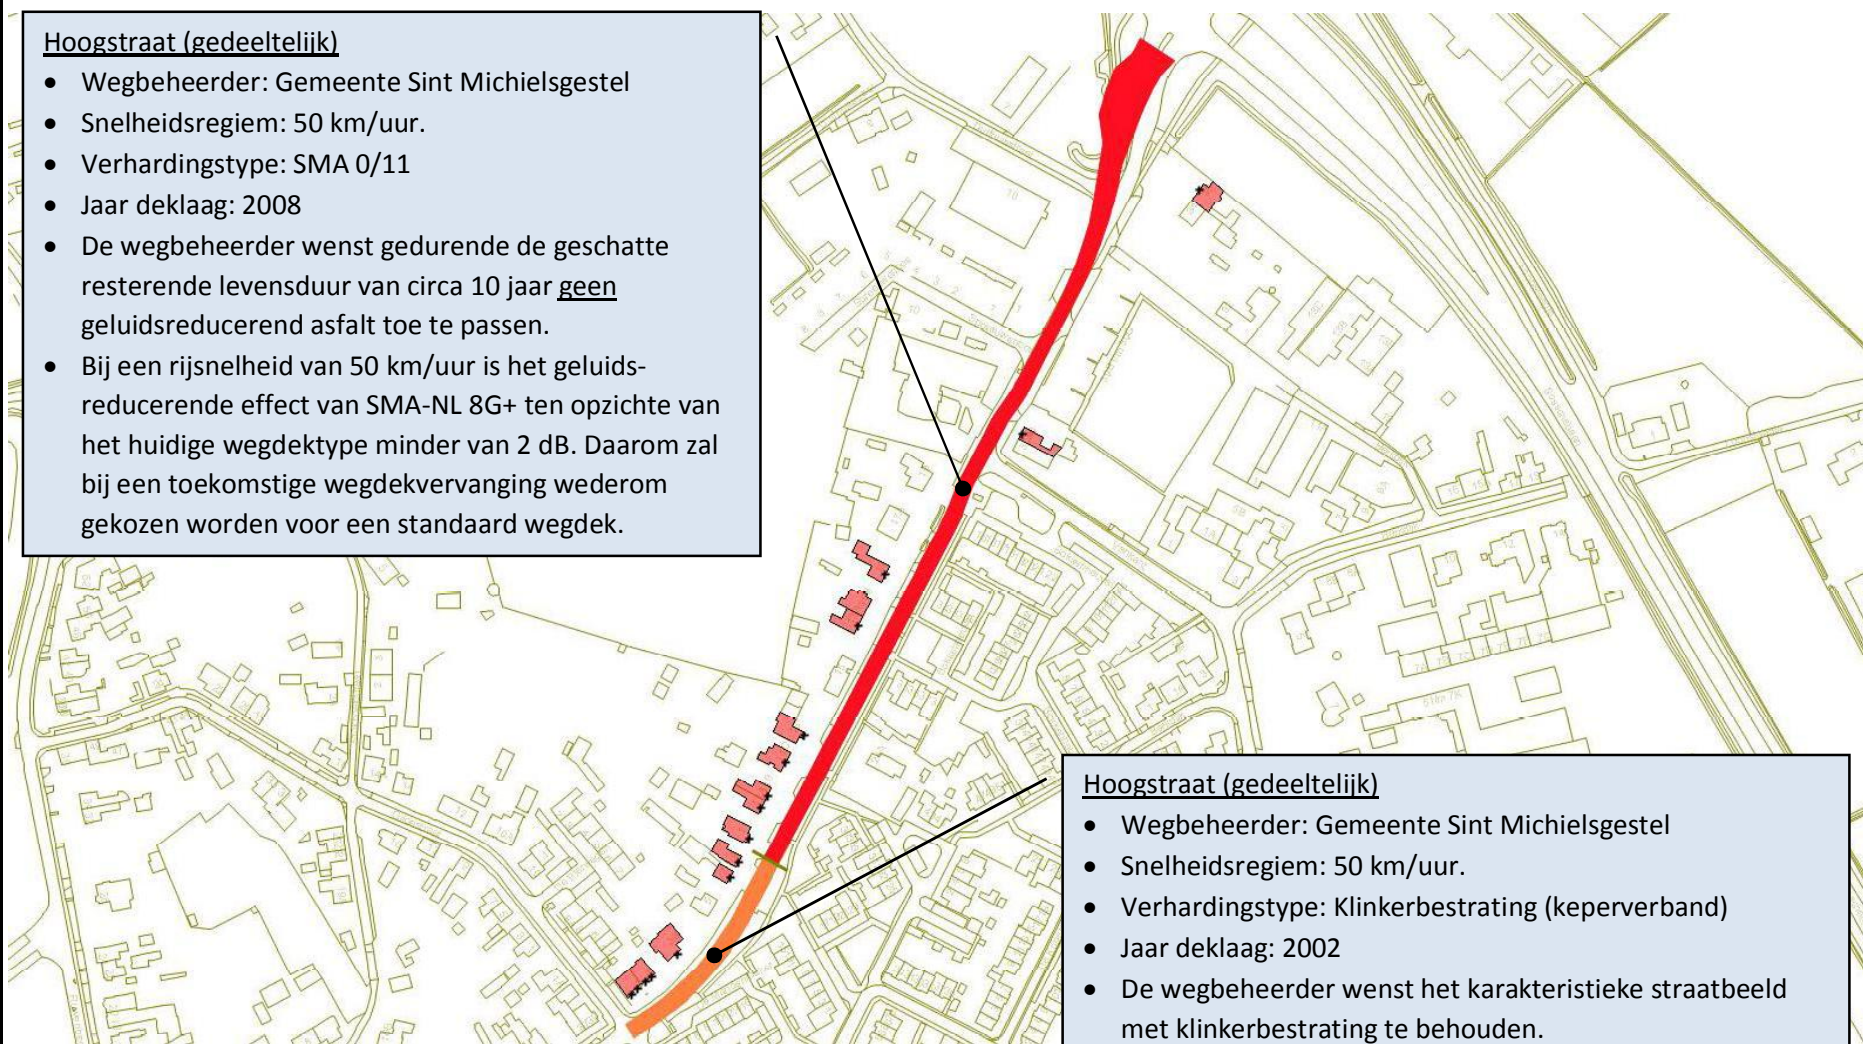 Hoogstraat (gedeeltelijk)
• Wegbeheerder: Gemeente Sint Michielsgestel
• Snelheidsregiem: 50 km/uur.
• Verhardingstype: SMA 0/11
• Jaar deklaag: 2008
• De wegbeheerder wenst gedurende de geschatte
resterende levensduur van circa 10 jaar geen
geluidsreducerend asfalt toe te passen.
• Bij een rijsnelheid van 50 km/uur is het geluids-
reducerende effect van SMA-NL 8G+ ten opzichte van
het huidige wegdektype minder van 2 dB. Daarom zal
bij een toekomstige wegdekvervanging wederom
gekozen worden voor een standaard wegdek.
Hoogstraat (gedeeltelijk)
• Wegbeheerder: Gemeente Sint Michielsgestel
• Snelheidsregiem: 50 km/uur.
• Verhardingstype: Klinkerbestrating (keperverband)
• Jaar deklaag: 2002
• De wegbeheerder wenst het karakteristieke straatbeeld
met klinkerbestrating te behouden.